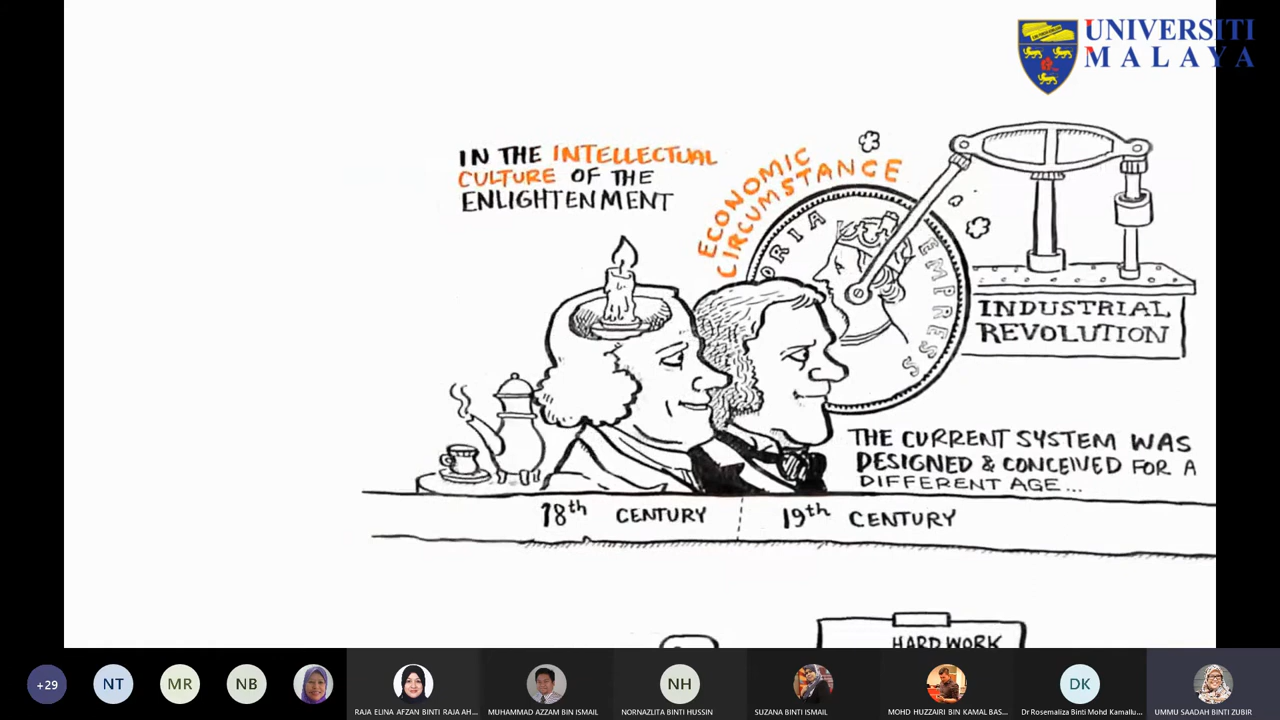 UNIVERSITI
MALAYA
IN THE INTELLECTUAL
CULTURE OF THE
ENLIGHTENMENT
ECONOMIC
CIRCUMSTANCE
ORIA EMPRESS
INDUSTRIAL
REVOLUTION
THE CURRENT SYSTEM WAS
DESIGNED & CONCEIVED FOR A
DIFFERENT AGE...
18th CENTURY
19th CENTURY
HARD WORK
+29
NT
MR
NB
RAJA ELINA AFZAN BINTI RAJA AH...
MUHAMMAD AZZAM BIN ISMAIL
NH
NORNAZLITA BINTI HUSSIN
SUZANA BINTI ISMAIL
MOHD HUZZAIRI BIN KAMAL BAS...
DK
Dr Rosemaliza Binti Mohd Kamallu...
UMMU SAADAH BINTI ZUBIR